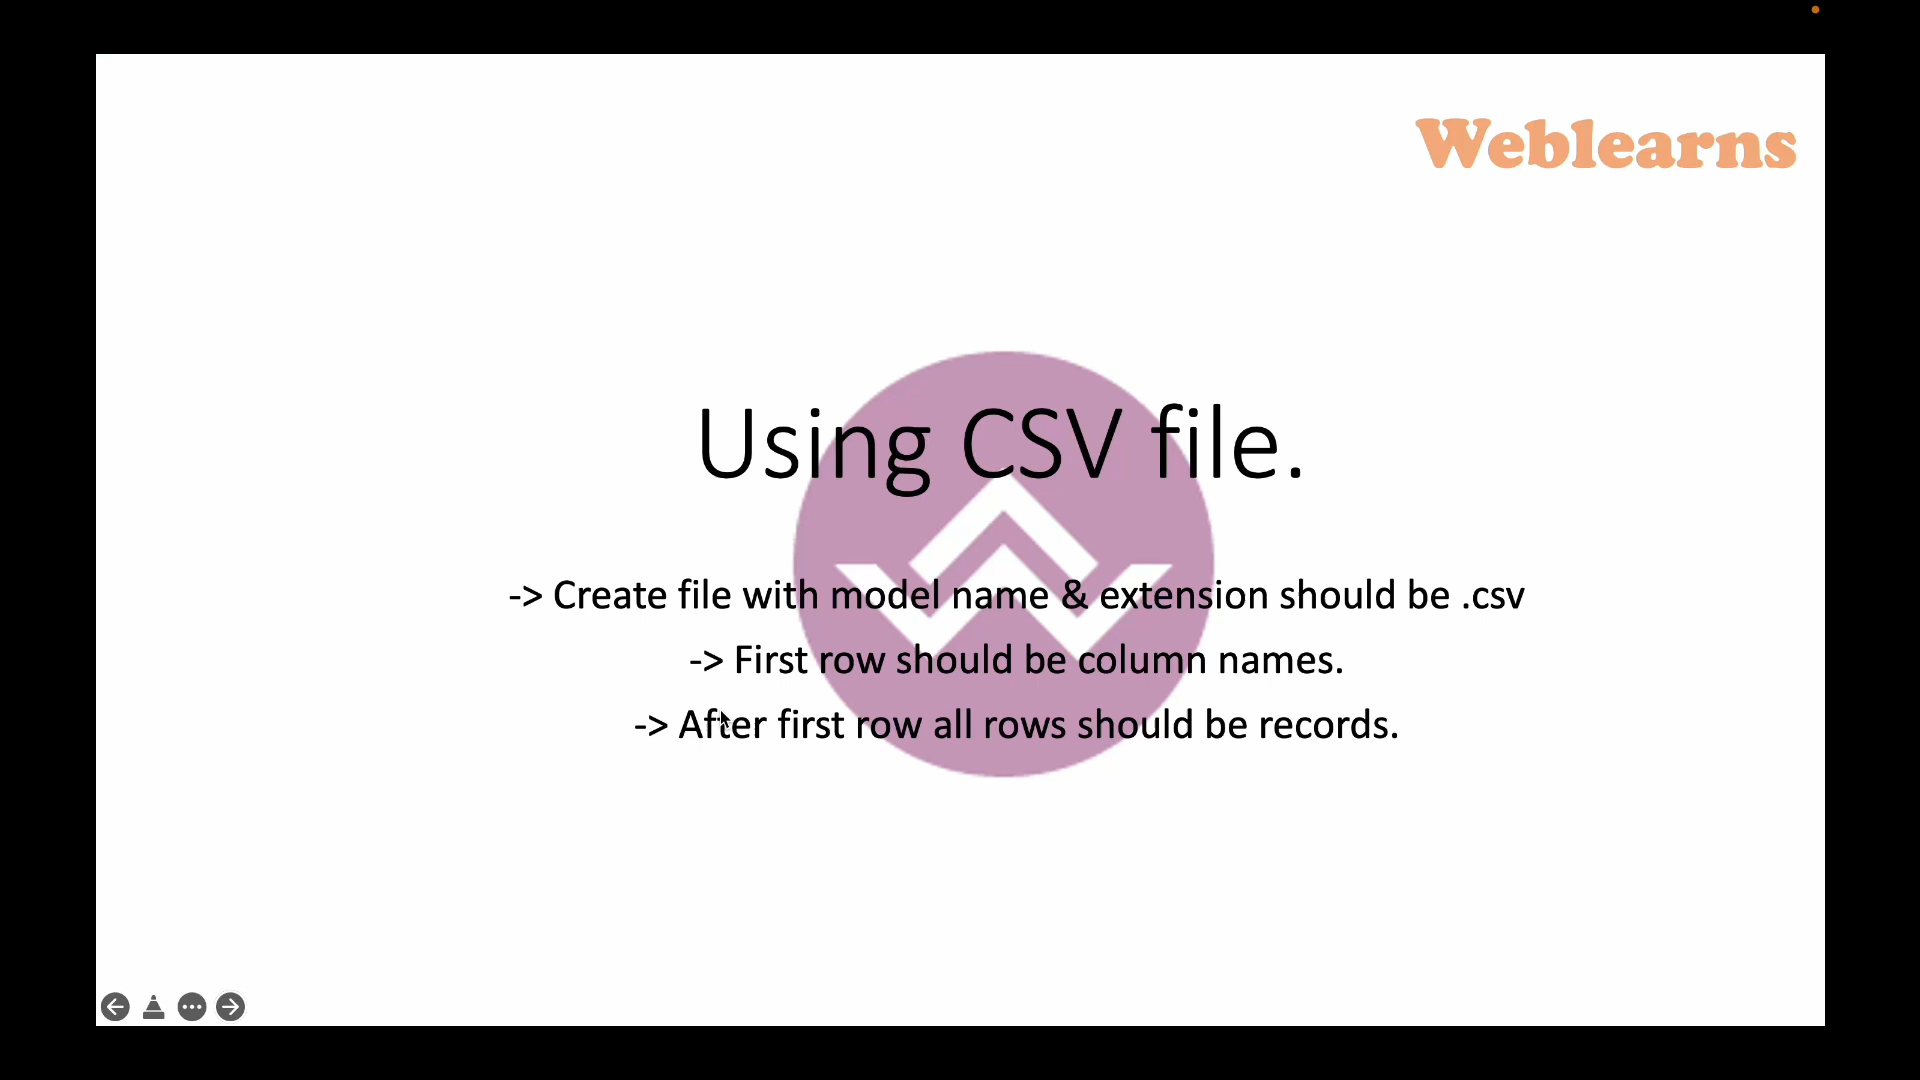 Weblearns
Using CSV file.
-> Create file with model name & extension should be .csv
-> First row should be column names.
-> After first row all rows should be records.